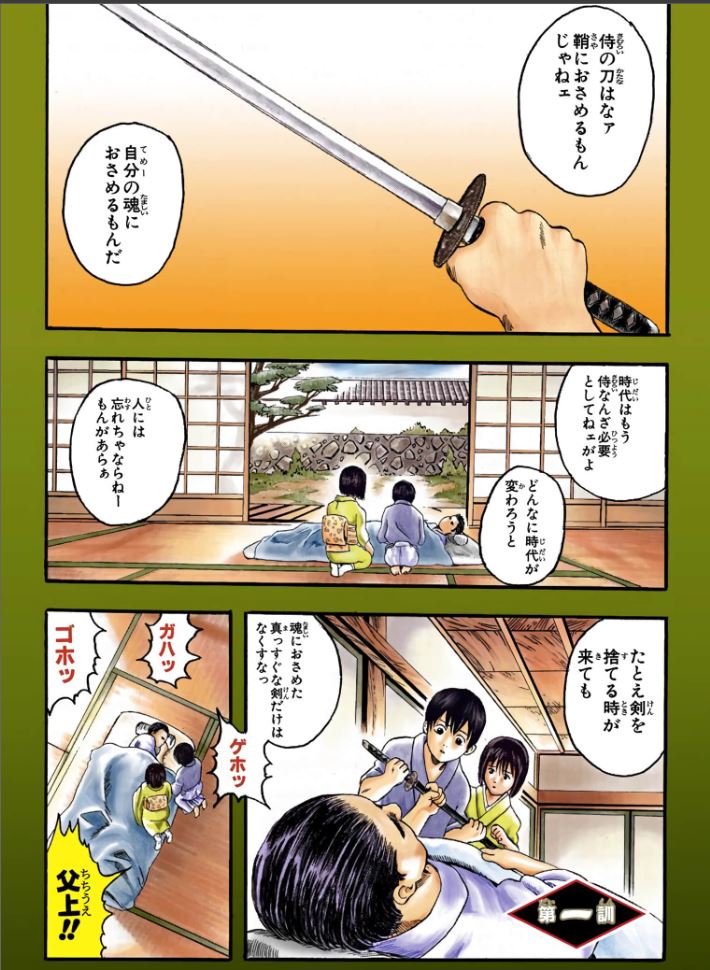 侍の刀はなァ
鞘におさめるもん
じゃねェ
自分の魂に
おさめるもんだ
時代はもう
侍なんざ必要
としてねェがよ
どんなに時代が
変わろうと
人には
忘れちゃならねー
もんがあらぁ
たとえ剣を
捨てる時が
来ても
魂におさめた
真っすぐな剣だけは
なくすなっ
ゲホッ
ガハッ
ゴホッ
父上!!
第一訓